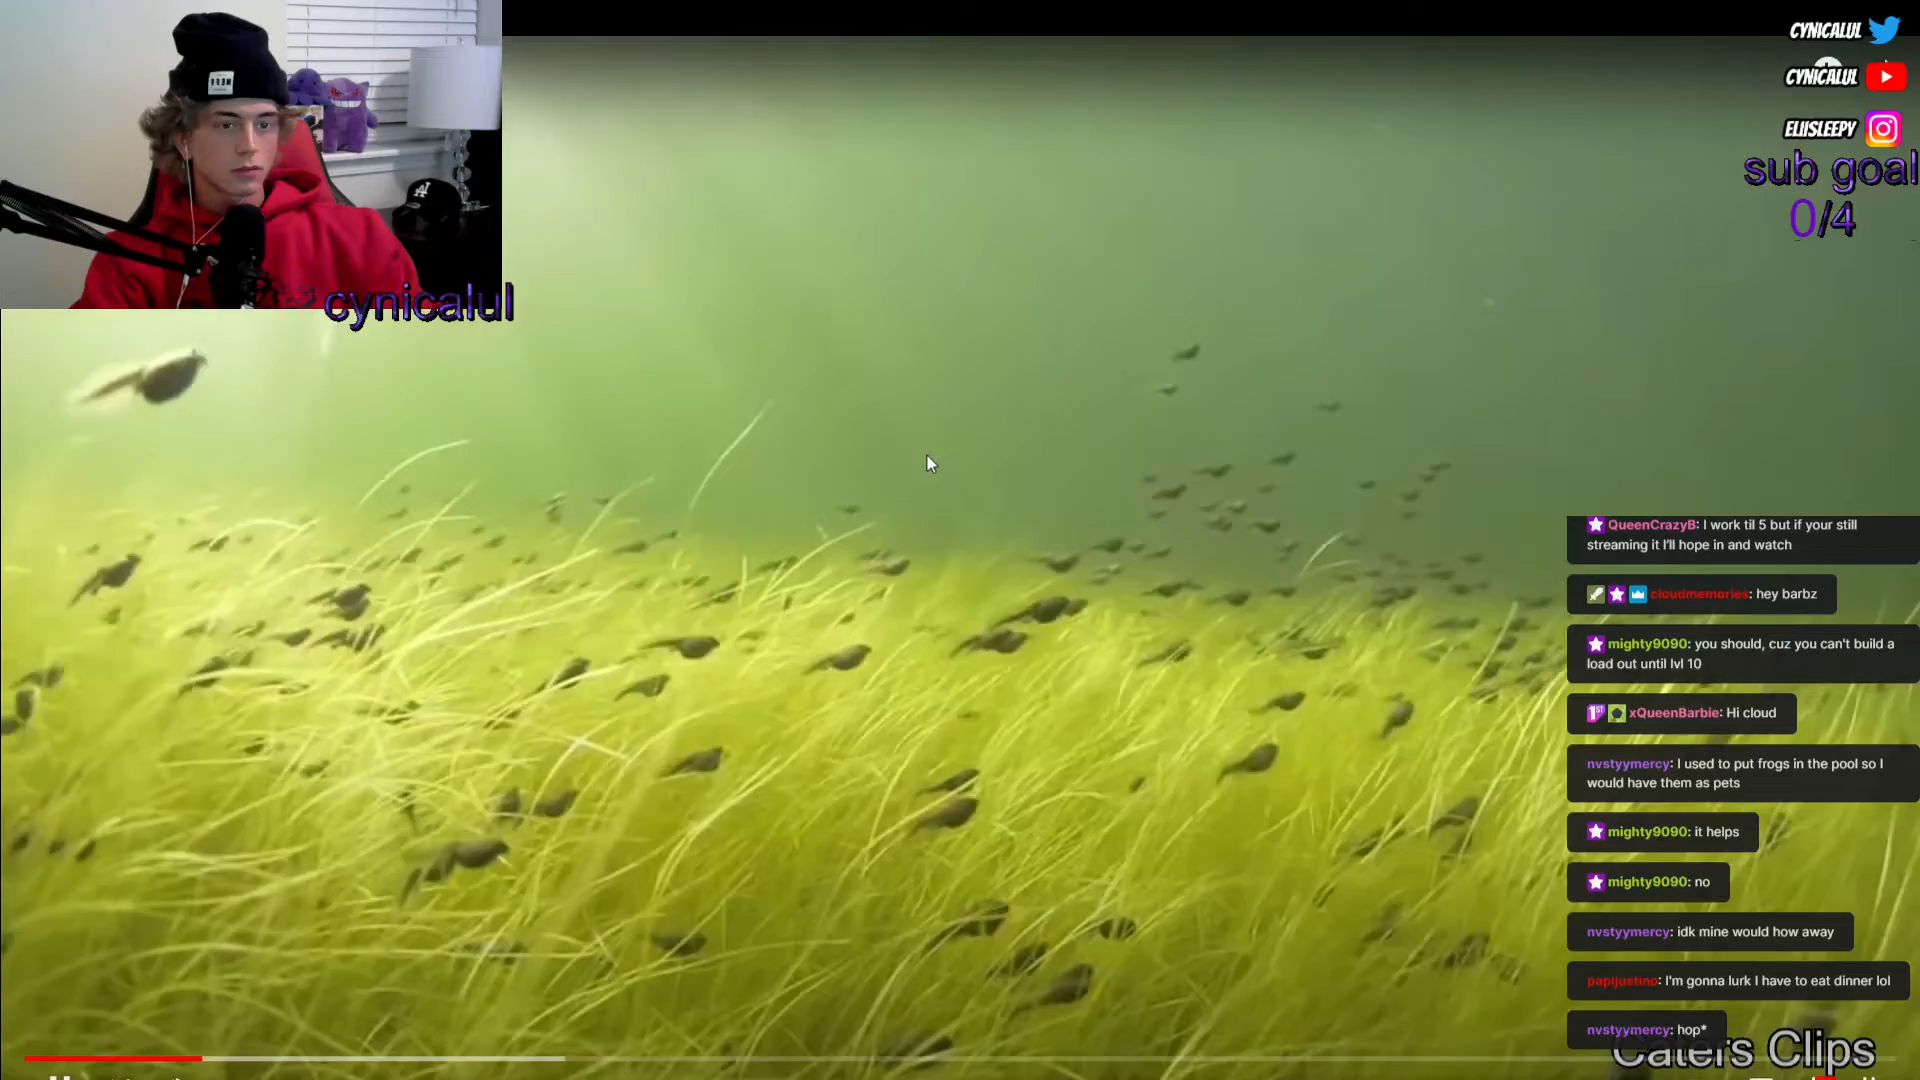 CYNICALUL
CYNICALUL
ELIISLEEPY
sub goal
0/4
cynicalul
QueenCrazyB: I work til 5 but if your still
streaming it I'll hope in and watch
cloudmemories: hey barbz
mighty9090: you should, cuz you can't build a
load out until lvl 10
1ST xQueenBarbie: Hi cloud
nvstyymercy: I used to put frogs in the pool so I
would have them as pets
mighty9090: it helps
mighty9090: no
nvstyymercy: idk mine would how away
papijustino: I'm gonna lurk I have to eat dinner lol
nvstyymercy: hop*
Caters Clips